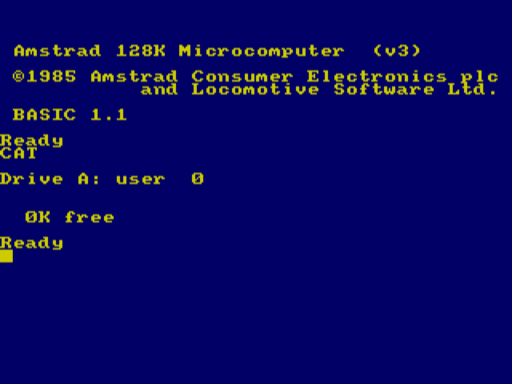 Amstrad 128K Microcomputer  (v3)
©1985 Amstrad Consumer Electronics plc
and Locomotive Software Ltd.
BASIC 1.1
Ready
CAT
Drive A: user  0
0K free
Ready